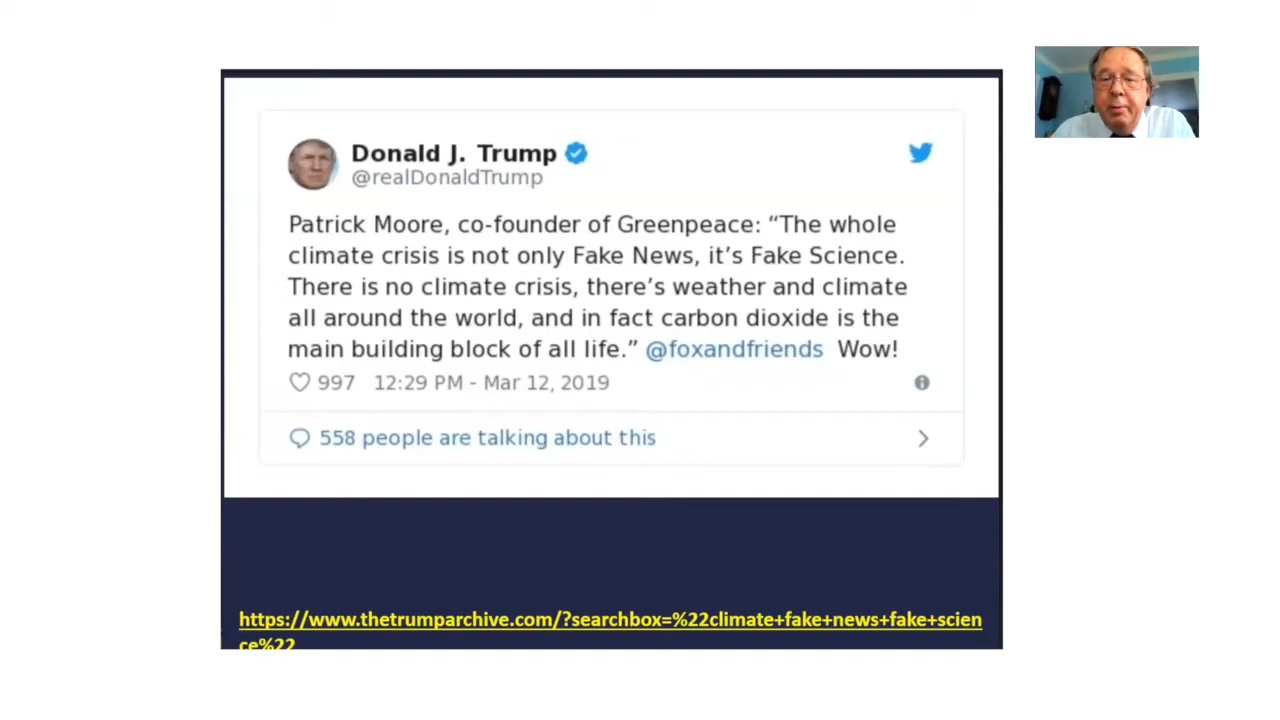 Donald J. Trump
@realDonaldTrump
Patrick Moore, co-founder of Greenpeace: “The whole
climate crisis is not only Fake News, it’s Fake Science.
There is no climate crisis, there’s weather and climate
all around the world, and in fact carbon dioxide is the
main building block of all life.” @foxandfriends Wow!
997 12:29 PM - Mar 12, 2019
558 people are talking about this
https://www.thetrumparchive.com/?searchbox=%22climate+fake+news+fake+scien
ce%22